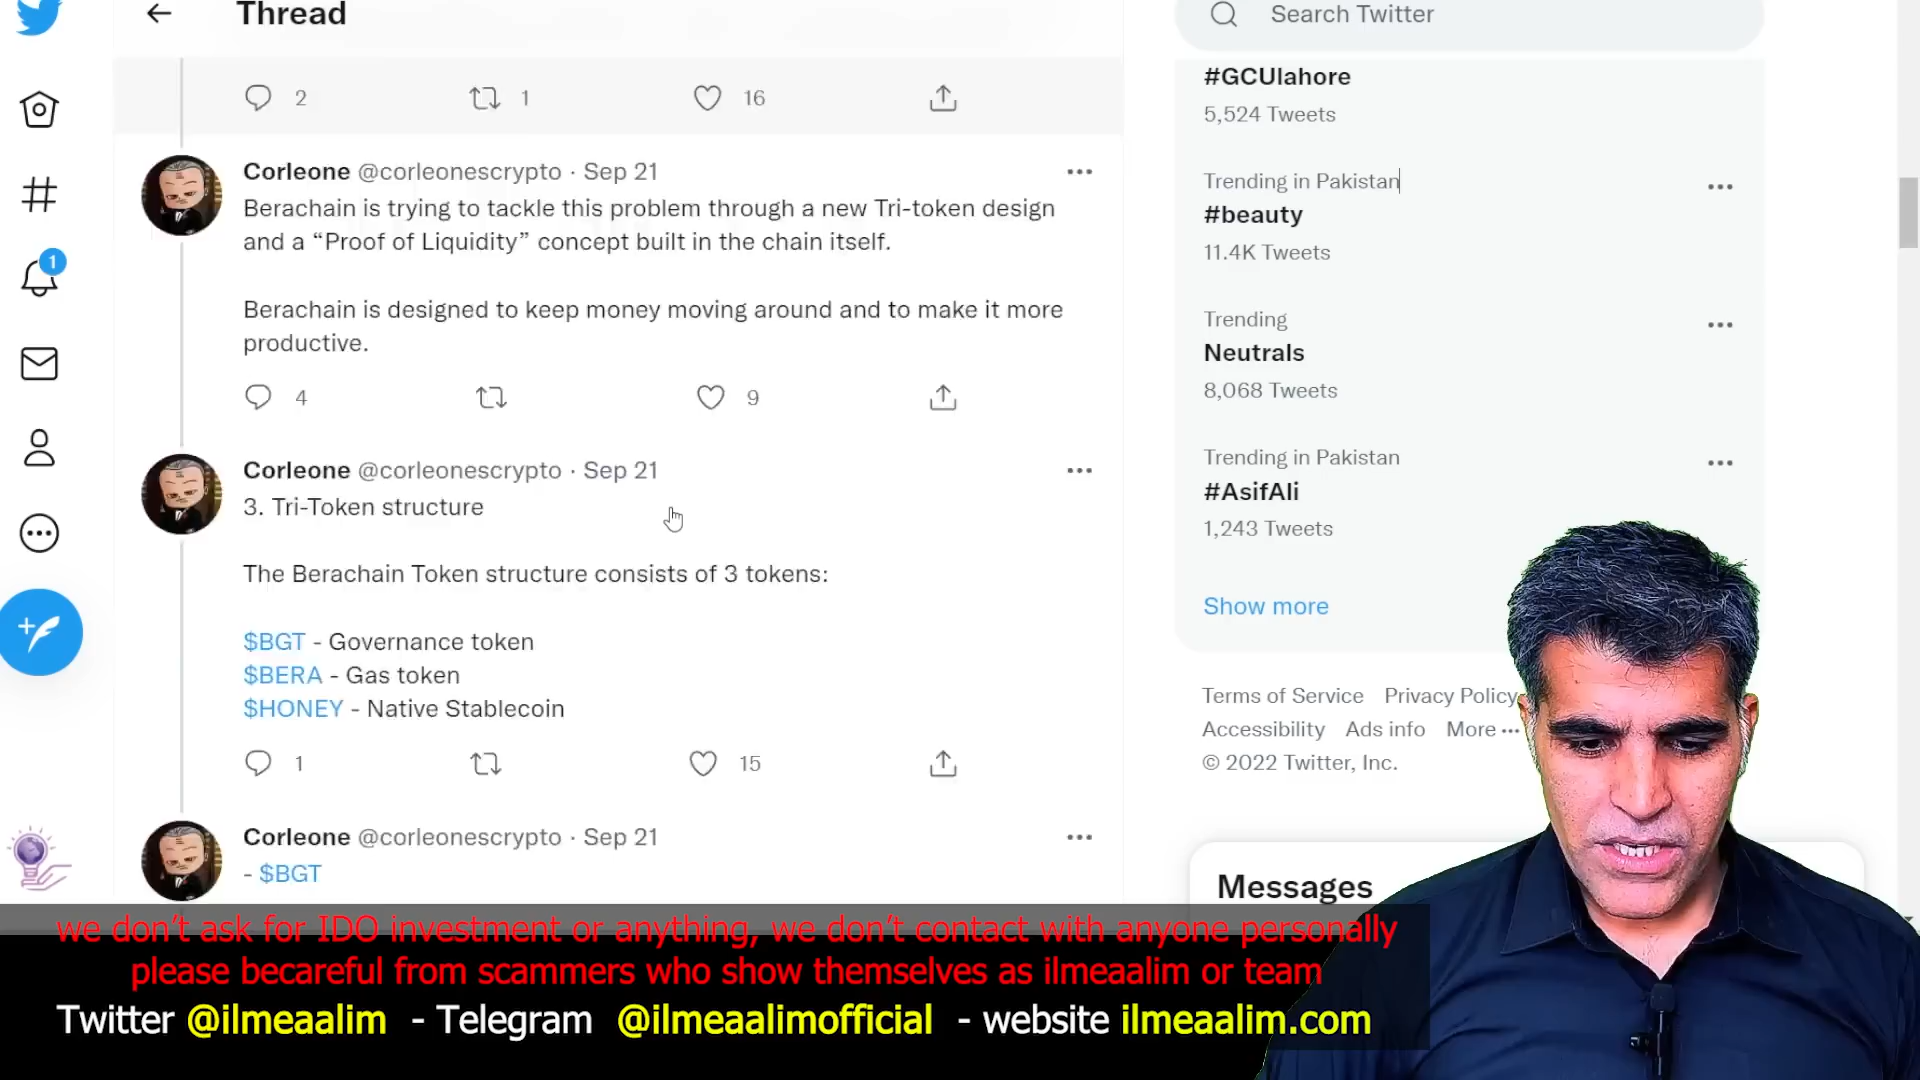 Thread
2
1
16
Corleone @corleonescrypto · Sep 21
Berachain is trying to tackle this problem through a new Tri-token design
and a “Proof of Liquidity” concept built in the chain itself.
Berachain is designed to keep money moving around and to make it more
productive.
4
9
Corleone @corleonescrypto · Sep 21
3. Tri-Token structure
The Berachain Token structure consists of 3 tokens:
$BGT - Governance token
$BERA - Gas token
$HONEY - Native Stablecoin
1
15
Corleone @corleonescrypto · Sep 21
- $BGT
1
Search Twitter
#GCUlahore
5,524 Tweets
Trending in Pakistan
#beauty
11.4K Tweets
Trending
Neutrals
8,068 Tweets
Trending in Pakistan
#AsifAli
1,243 Tweets
Show more
Terms of Service Privacy Policy
Accessibility Ads info More ···
© 2022 Twitter, Inc.
Messages
we don’t ask for IDO investment or anything, we don’t contact with anyone personally
please becareful from scammers who show themselves as ilmeaalim or team
Twitter @ilmeaalim - Telegram @ilmeaalimofficial - website ilmeaalim.com